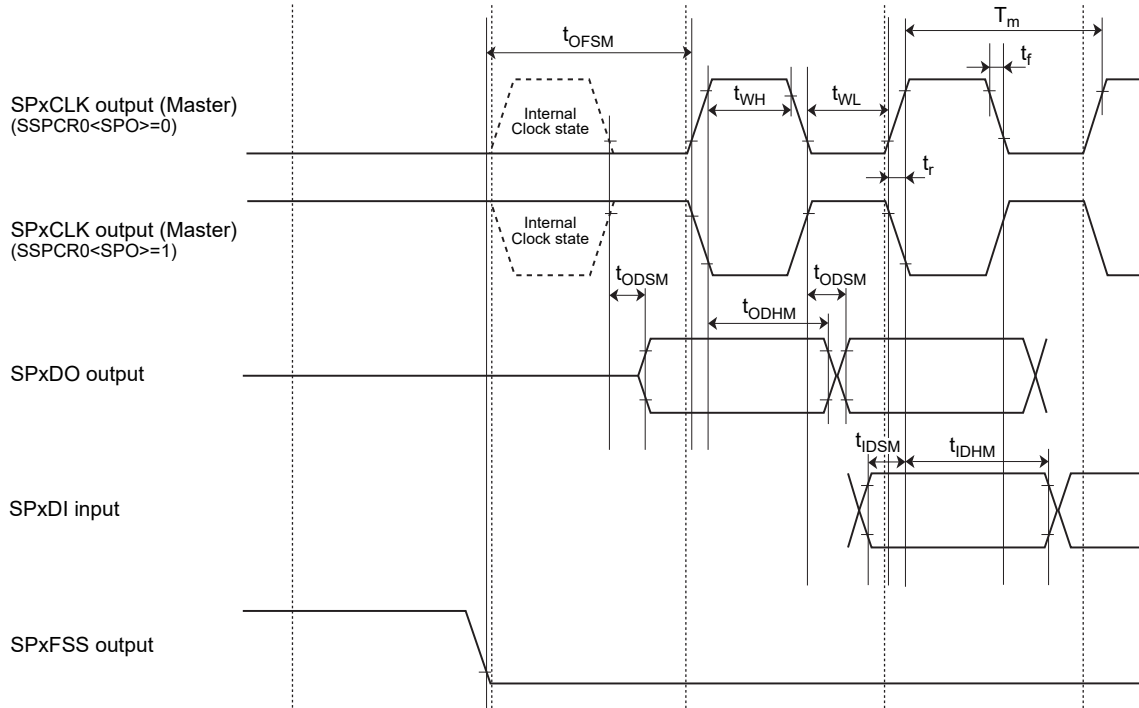 T_m
t_OFSM
t_f
SPxCLK output (Master)
(SSPCR0<SPO>=0)
Internal
Clock state
t_WH
t_WL
t_r
SPxCLK output (Master)
(SSPCR0<SPO>=1)
Internal
Clock state
t_ODSM
t_ODSM
t_ODHM
SPxDO output
t_IDSM
t_IDHM
SPxDI input
SPxFSS output